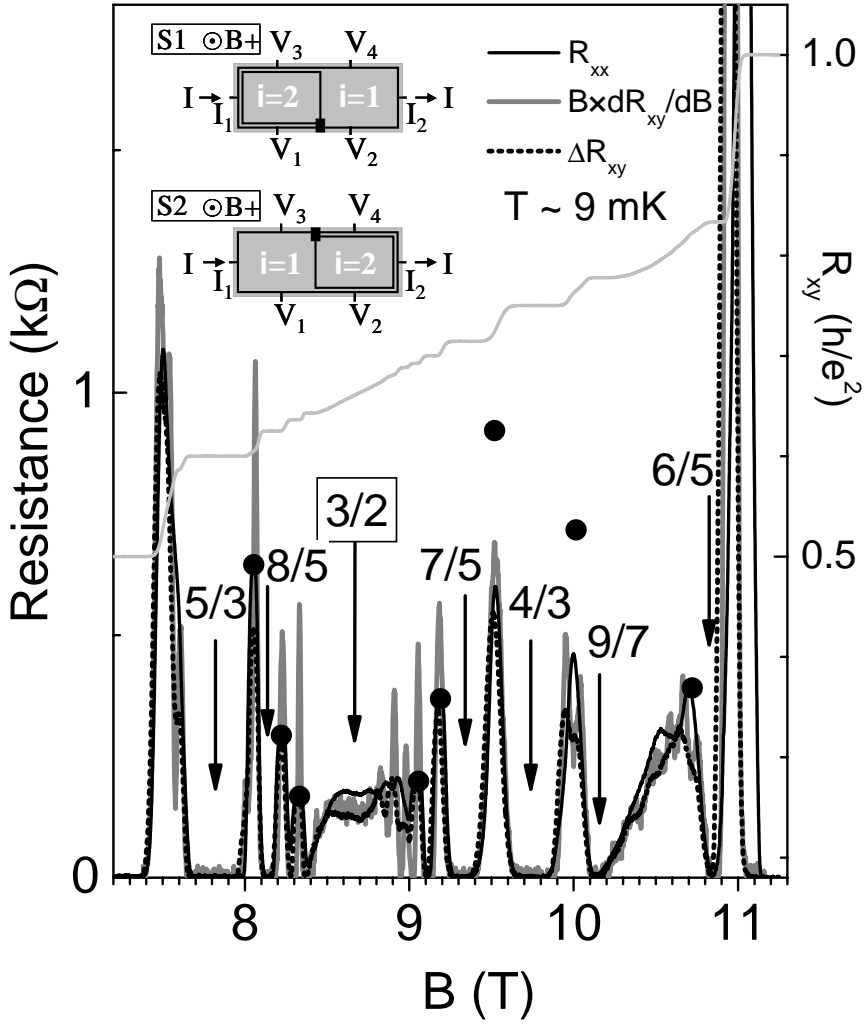 S1 ⊙B+
V3 V4
I I1 i=2 i=1 I2 I
V1 V2
S2 ⊙B+
V3 V4
I I1 i=1 i=2 I2 I
V1 V2
Rxx
B×dRxy/dB
ΔRxy
T ~ 9 mK
5/3
8/5
3/2
7/5
4/3
9/7
6/5
Resistance (kΩ)
1
0
Rxy (h/e²)
1.0
0.5
8 9 10 11
B (T)